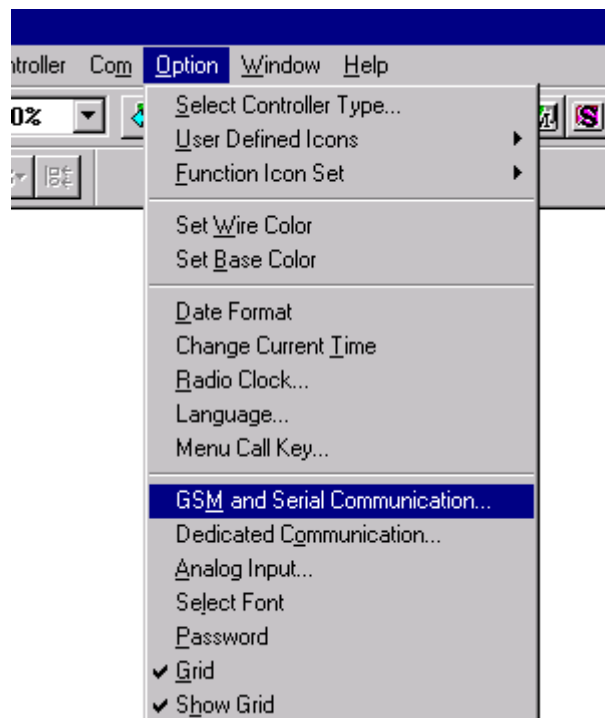 ntroller Com Option Window Help
0%
Select Controller Type...
User Defined Icons
Function Icon Set
Set Wire Color
Set Base Color
Date Format
Change Current Time
Radio Clock...
Language...
Menu Call Key...
GSM and Serial Communication...
Dedicated Communication...
Analog Input...
Select Font
Password
Grid
Show Grid